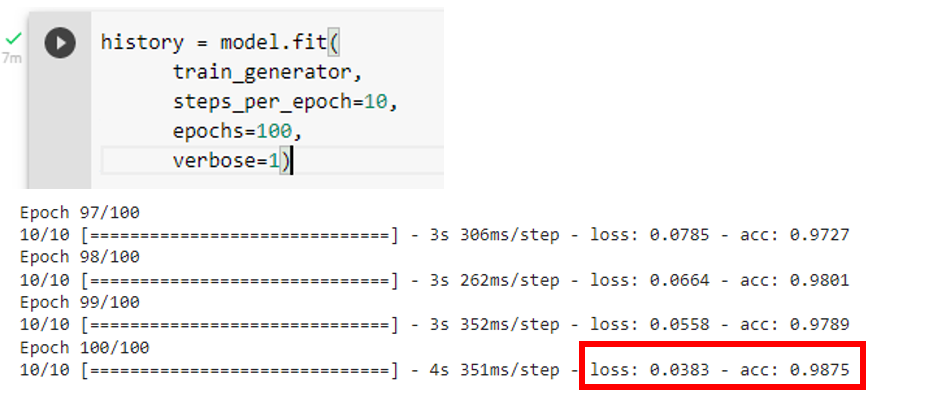 7m
history = model.fit(
train_generator,
steps_per_epoch=10,
epochs=100,
verbose=1)
Epoch 97/100
10/10 [==============================] - 3s 306ms/step - loss: 0.0785 - acc: 0.9727
Epoch 98/100
10/10 [==============================] - 3s 262ms/step - loss: 0.0664 - acc: 0.9801
Epoch 99/100
10/10 [==============================] - 3s 352ms/step - loss: 0.0558 - acc: 0.9789
Epoch 100/100
10/10 [==============================] - 4s 351ms/step - loss: 0.0383 - acc: 0.9875